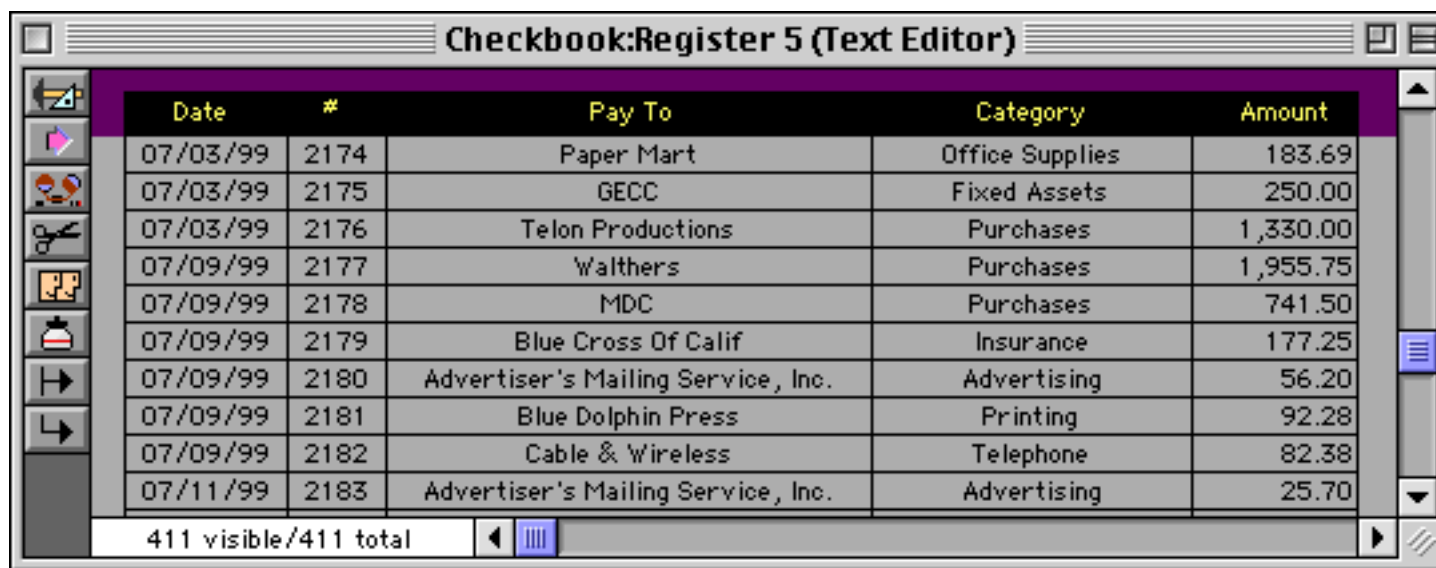 Checkbook:Register 5 (Text Editor)
Date # Pay To Category Amount
07/03/99 2174 Paper Mart Office Supplies 183.69
07/03/99 2175 GECC Fixed Assets 250.00
07/03/99 2176 Telon Productions Purchases 1,330.00
07/09/99 2177 Walthers Purchases 1,955.75
07/09/99 2178 MDC Purchases 741.50
07/09/99 2179 Blue Cross Of Calif Insurance 177.25
07/09/99 2180 Advertiser's Mailing Service, Inc. Advertising 56.20
07/09/99 2181 Blue Dolphin Press Printing 92.28
07/09/99 2182 Cable & Wireless Telephone 82.38
07/11/99 2183 Advertiser's Mailing Service, Inc. Advertising 25.70
411 visible/411 total